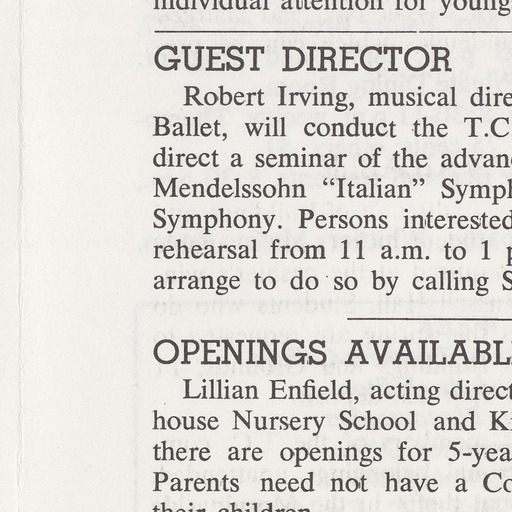 individual attention for young
GUEST DIRECTOR
Robert Irving, musical dire
Ballet, will conduct the T.C
direct a seminar of the advan
Mendelssohn “Italian” Symph
Symphony. Persons interested
rehearsal from 11 a.m. to 1 p
arrange to do so by calling S
OPENINGS AVAILABL
Lillian Enfield, acting direct
house Nursery School and Ki
there are openings for 5-yea
Parents need not have a Co
their children